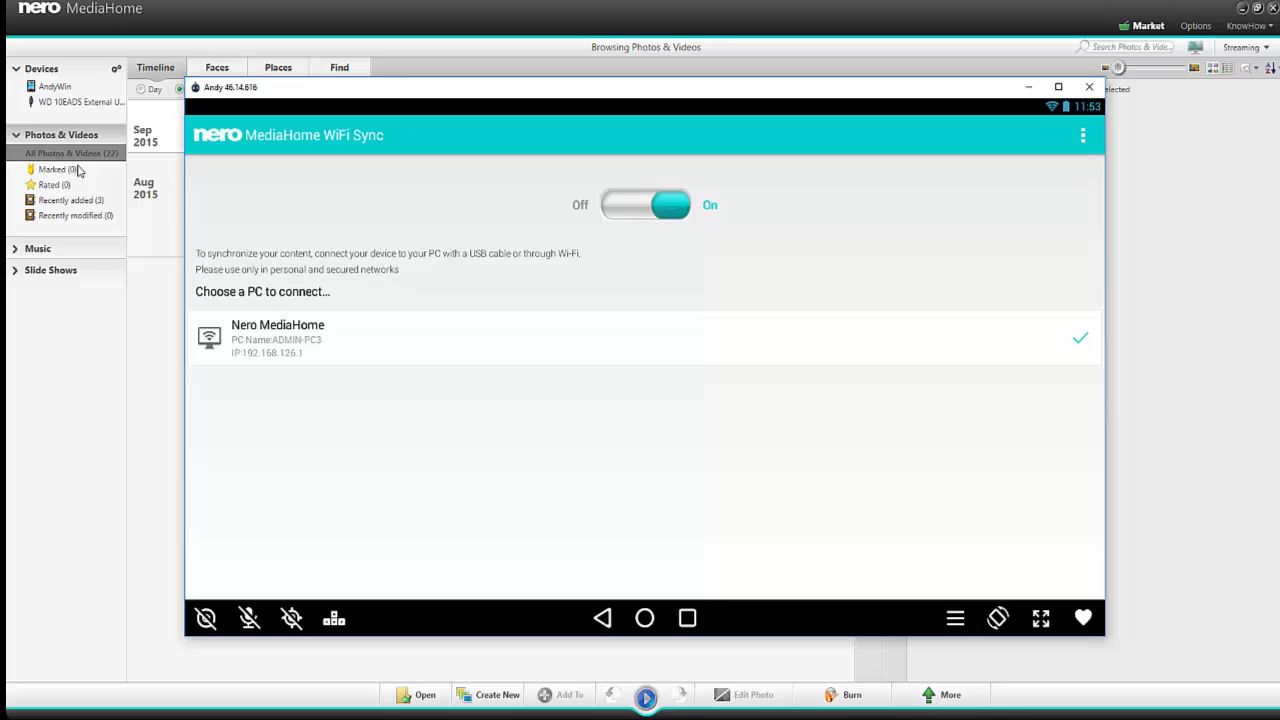 nero MediaHome
Market Options KnowHow
Browsing Photos & Videos
Search Photos & Vide...
Streaming
Devices
AndyWin
WD 10EADS External U...
Photos & Videos
All Photos & Videos (22)
Marked (0)
Rated (0)
Recently added (3)
Recently modified (0)
Music
Slide Shows
Timeline Faces Places Find
Day
Sep
2015
Aug
2015
Andy 46.14.616
11:53
nero MediaHome WiFi Sync
Off On
To synchronize your content, connect your device to your PC with a USB cable or through Wi-Fi.
Please use only in personal and secured networks
Choose a PC to connect...
Nero MediaHome
PC Name:ADMIN-PC3
IP:192.168.126.1
elected
Open Create New Add To Edit Photo Burn More